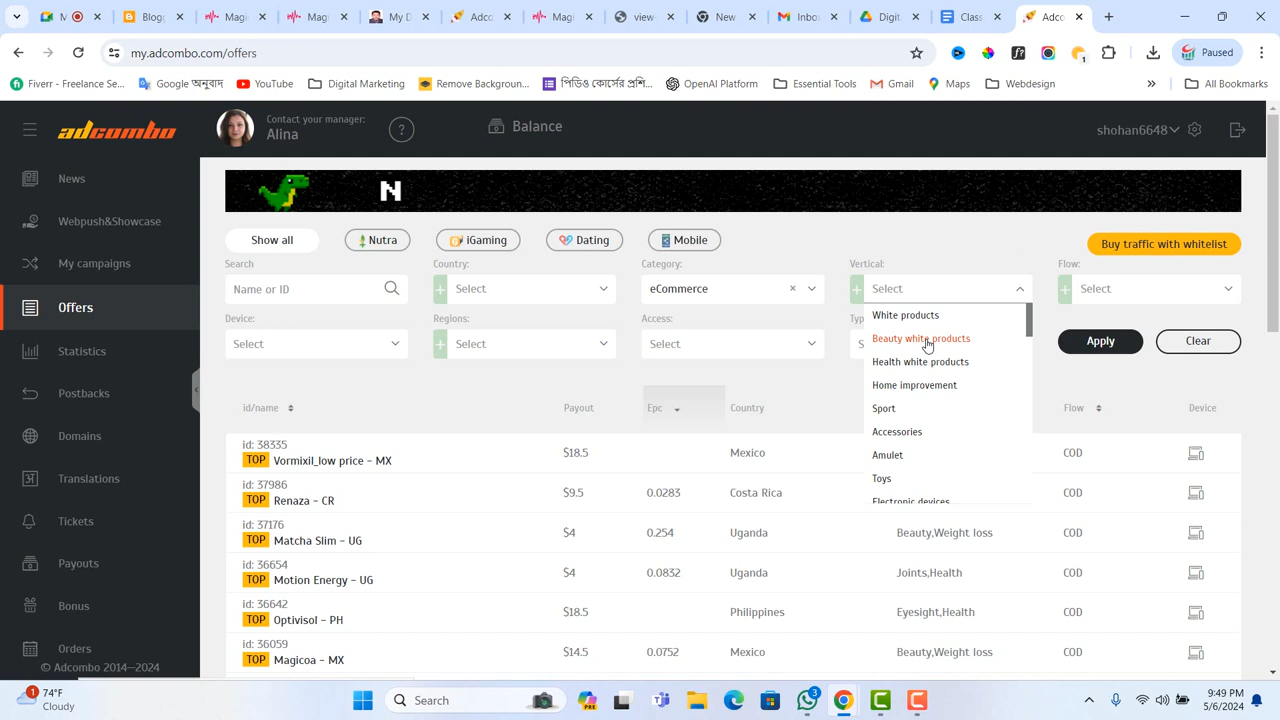 M
Magi
My D
Adco
Magi
view
New
Inbo
Drive
Class
Adco
my.adcombo.com/offers
1
Paused
Fiverr - Freelance Se...
Google অনুবাদ
YouTube
Digital Marketing
Remove Background...
পিডিও কোর্সের প্রশি...
OpenAI Platform
Essential Tools
Gmail
Maps
Webdesign
»
All Bookmarks
adcombo
Contact your manager:
Alina
?
Balance
shohan6648
News
Webpush&Showcase
My campaigns
Offers
Statistics
Postbacks
Domains
Translations
Tickets
Payouts
Bonus
Orders
© Adcombo 2014—2024
N
Show all
Nutra
iGaming
Dating
Mobile
Buy traffic with whitelist
Search
Country:
Category:
Vertical:
Flow:
Name or ID
+ Select
eCommerce ×
+ Select
+ Select
Device:
Regions:
Access:
Select
+ Select
Select
White products
Beauty white products
Health white products
Home improvement
Sport
Accessories
Amulet
Toys
Electronic devices
Apply
Clear
id/name
Payout
Epc
Country
Flow
Device
id: 38335
TOP Vormixil_low price – MX
$18.5
Mexico
COD
id: 37986
TOP Renaza – CR
$9.5
0.0283
Costa Rica
COD
id: 37176
TOP Matcha Slim – UG
$4
0.254
Uganda
Beauty,Weight loss
COD
id: 36654
TOP Motion Energy – UG
$4
0.0832
Uganda
Joints,Health
COD
id: 36642
TOP Optivisol – PH
$18.5
Philippines
Eyesight,Health
COD
id: 36059
TOP Magicoa – MX
$14.5
0.0752
Mexico
Beauty,Weight loss
COD
1
74°F
Cloudy
Search
3
9:49 PM
5/6/2024